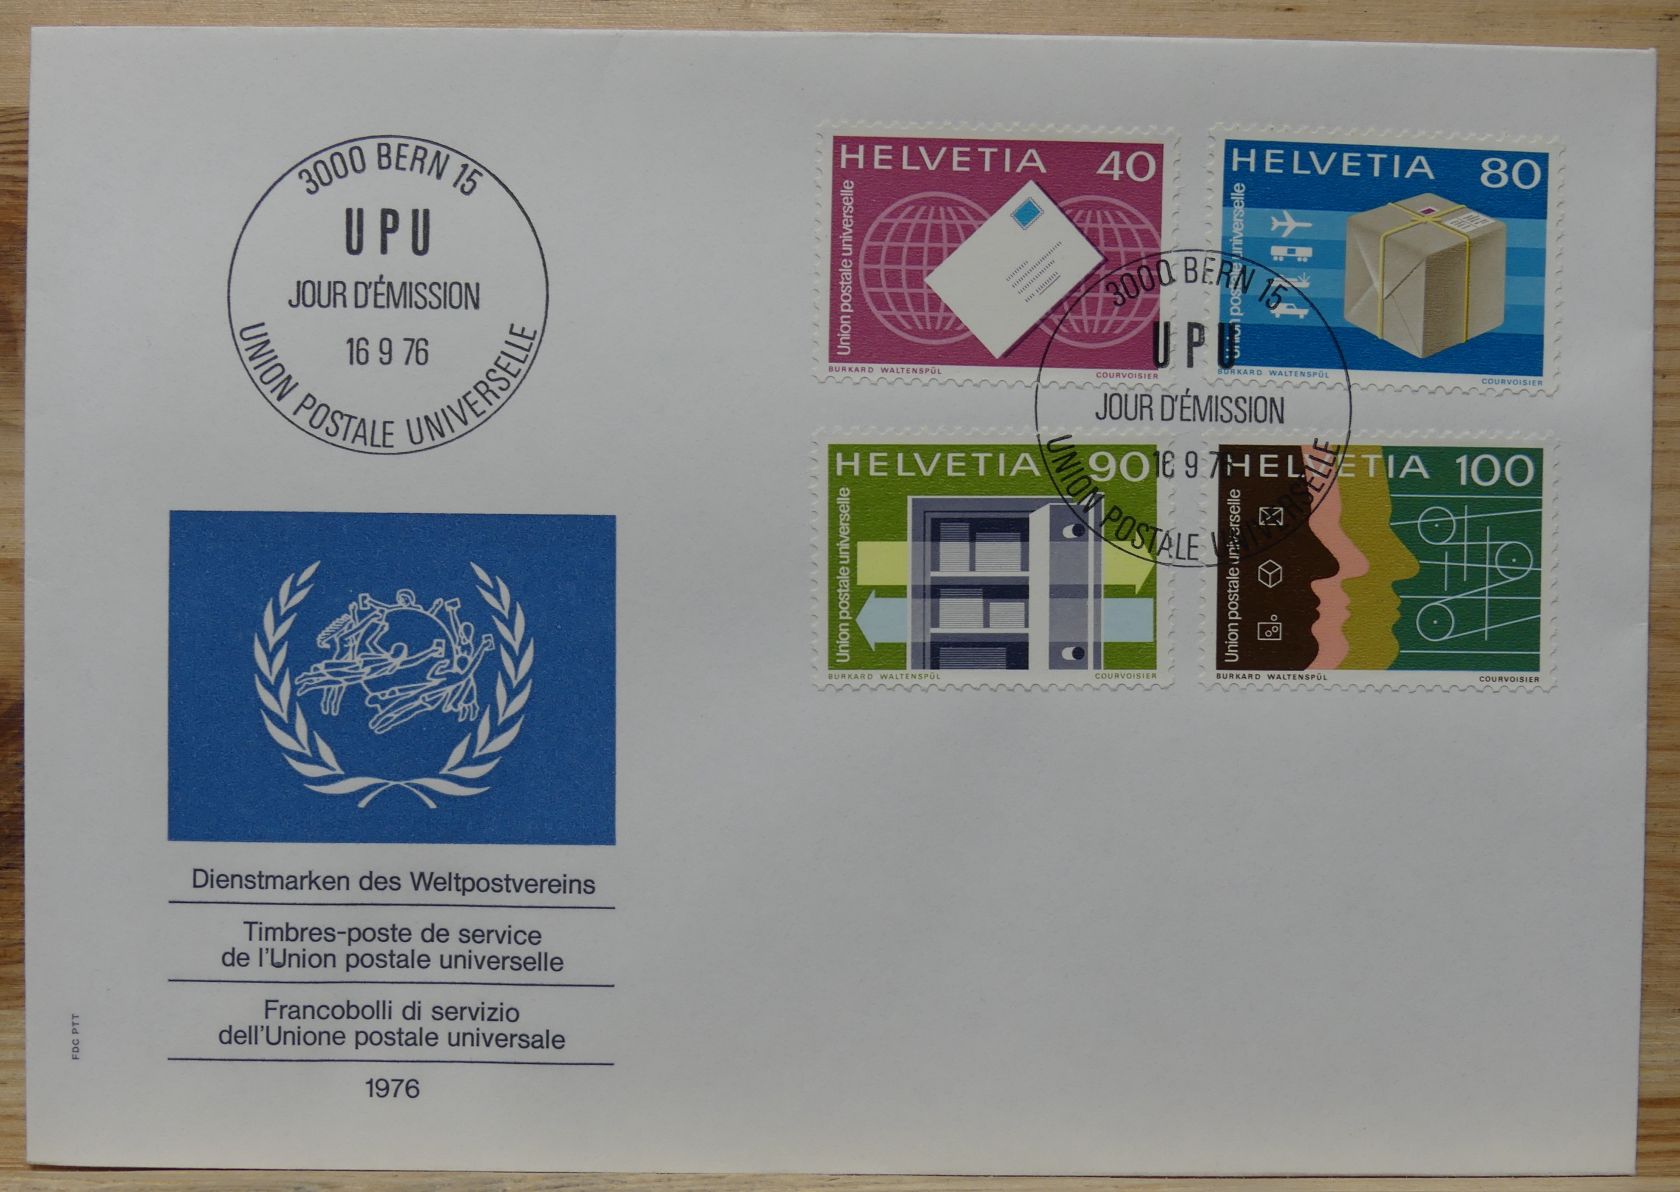 3000 BERN 15
UPU
JOUR D'ÉMISSION
16 9 76
UNION POSTALE UNIVERSELLE
HELVETIA 40
Union postale universelle
BURKARD WALTENSPÜL COURVOISIER
HELVETIA 80
Union postale universelle
BURKARD WALTENSPÜL COURVOISIER
3000 BERN 15
UPU
JOUR D'ÉMISSION
16 9 76
UNION POSTALE UNIVERSELLE
HELVETIA 90
Union postale universelle
BURKARD WALTENSPÜL COURVOISIER
HELVETIA 100
Union postale universelle
BURKARD WALTENSPÜL COURVOISIER
Dienstmarken des Weltpostvereins
Timbres-poste de service
de l'Union postale universelle
Francobolli di servizio
dell'Unione postale universale
1976
FDC PTT